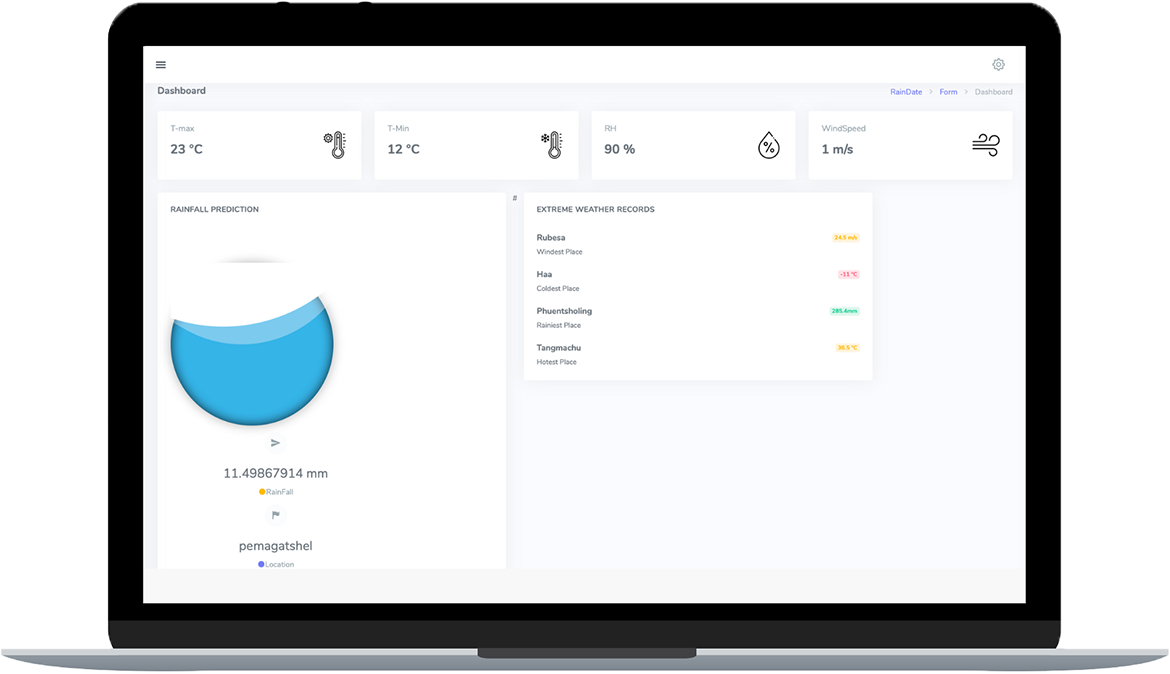 Dashboard
RainDate > Form > Dashboard
T-max
23 °C
T-Min
12 °C
RH
90 %
%
WindSpeed
1 m/s
RAINFALL PREDICTION
11.49867914 mm
RainFall
pemagatshel
Location
#
EXTREME WEATHER RECORDS
Rubesa
24.5 m/s
Windest Place
Haa
-11 °C
Coldest Place
Phuentsholing
285.4mm
Rainiest Place
Tangmachu
Hotest Place